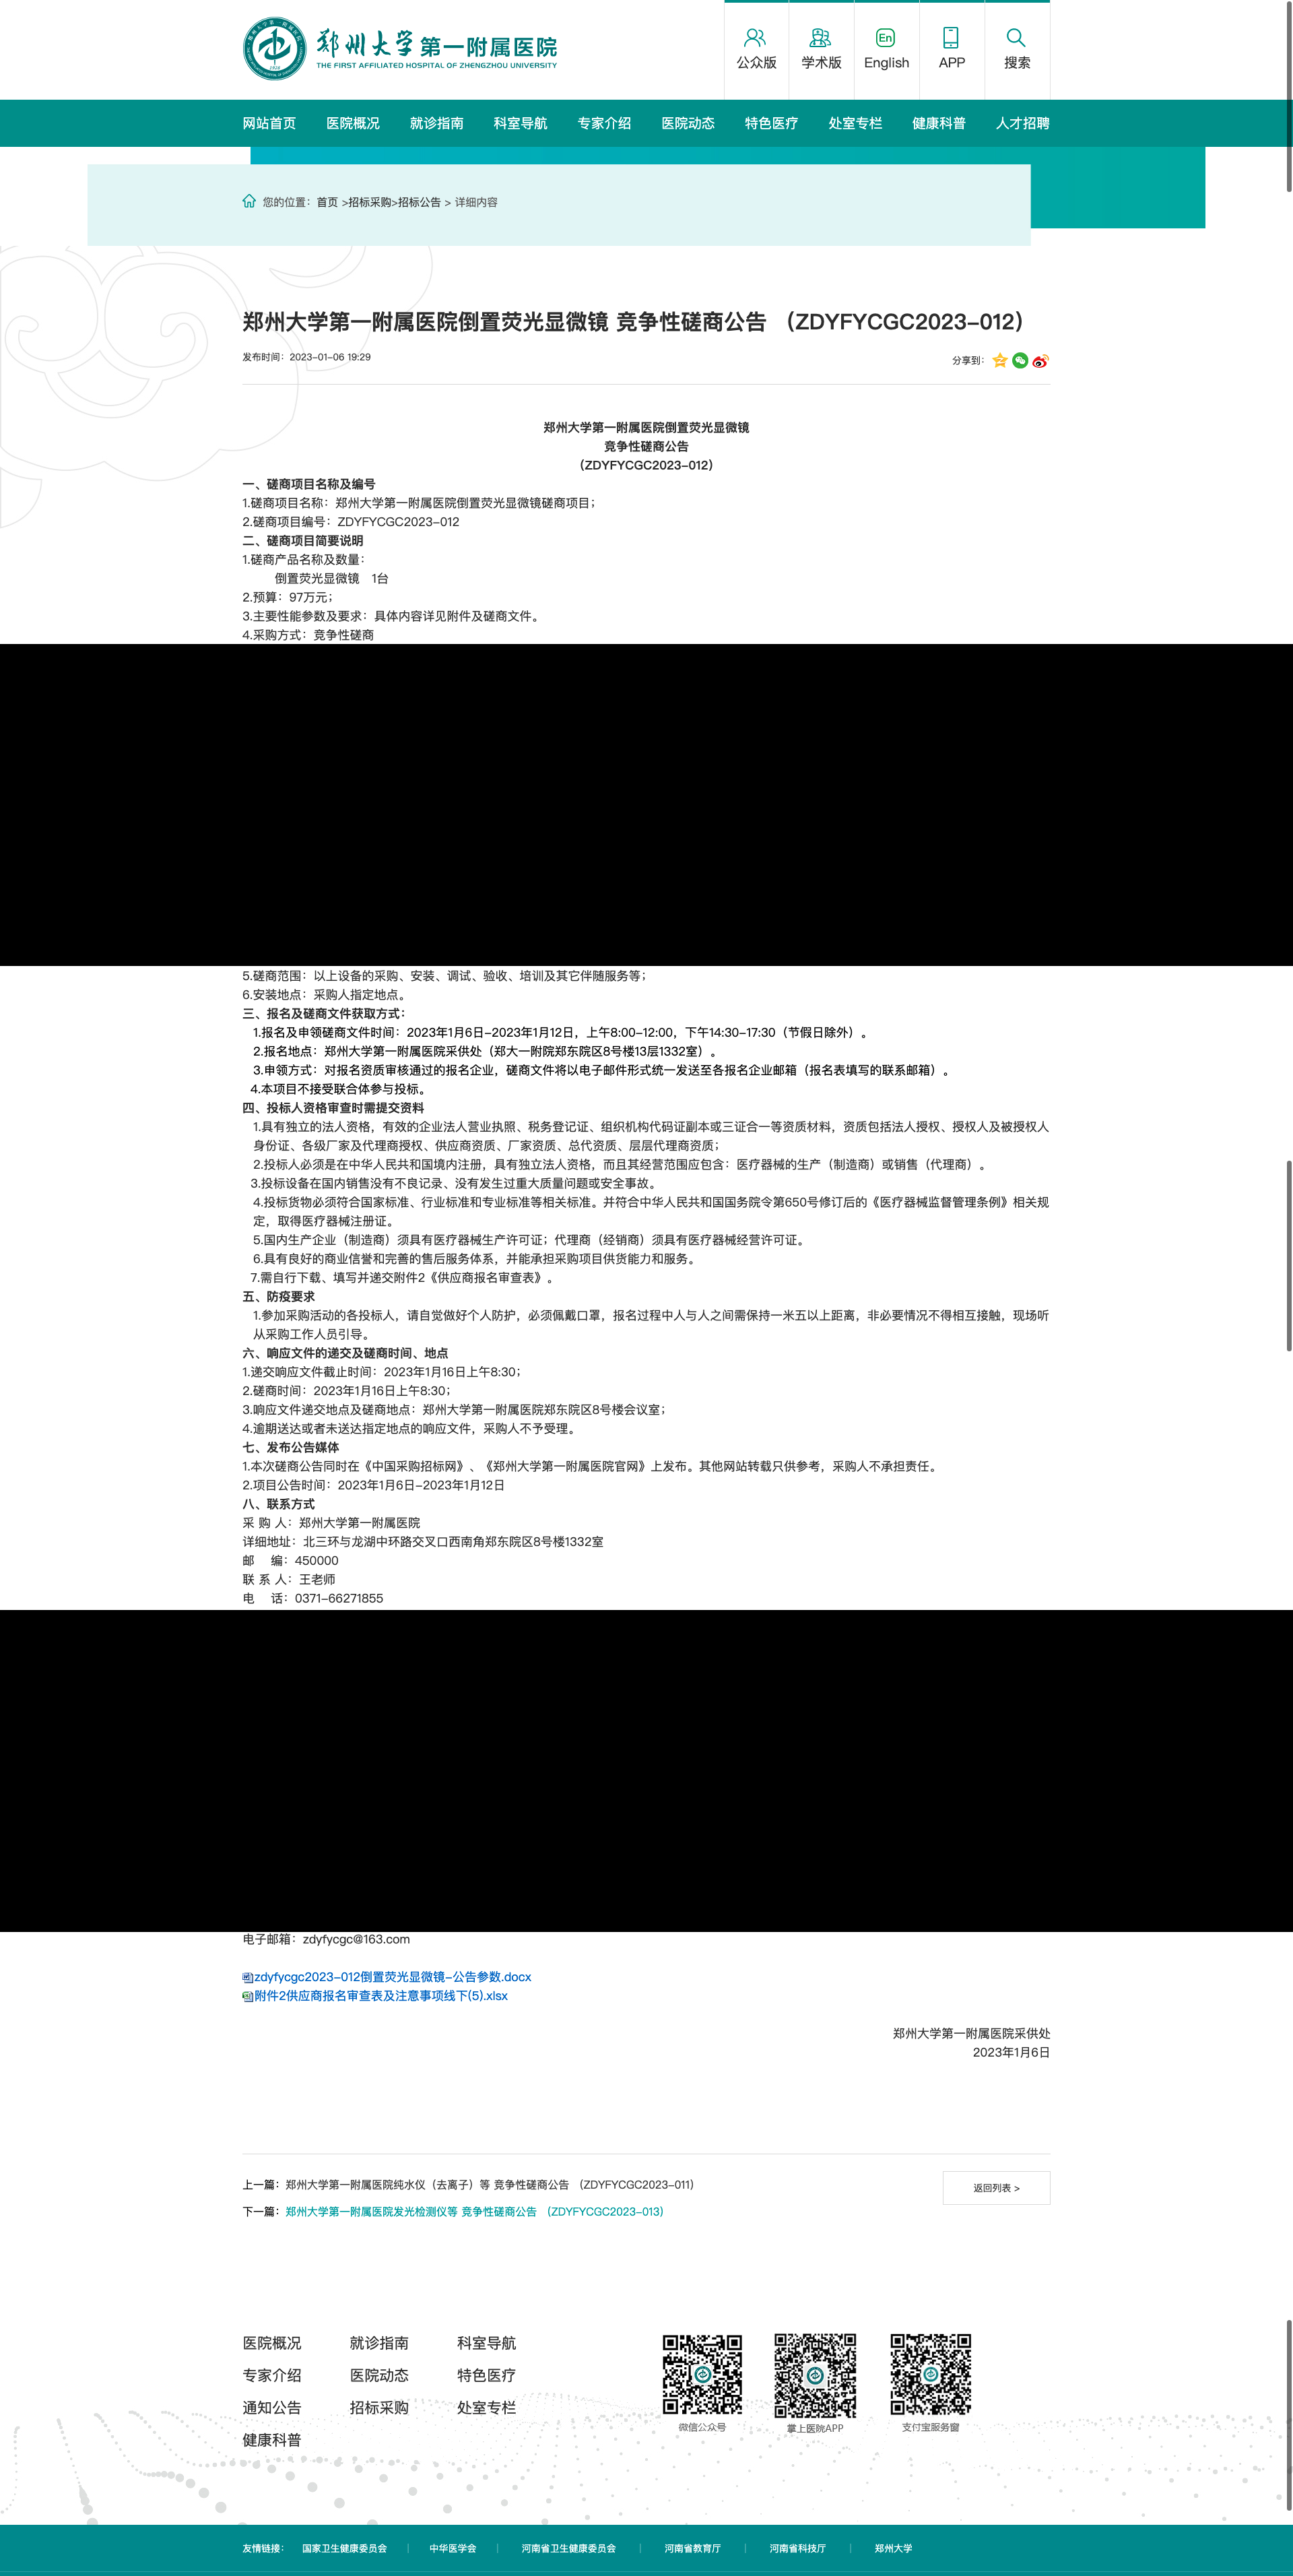 郑州大学 第一附属医院
THE FIRST AFFILIATED HOSPITAL OF ZHENGZHOU UNIVERSITY
公众版 学术版 En English APP 搜索
网站首页 医院概况 就诊指南 科室导航 专家介绍 医院动态 特色医疗 处室专栏 健康科普 人才招聘
您的位置：首页 >招标采购>招标公告 > 详细内容
郑州大学第一附属医院倒置荧光显微镜 竞争性磋商公告 （ZDYFYCGC2023-012）
发布时间：2023-01-06 19:29
分享到：
郑州大学第一附属医院倒置荧光显微镜
竞争性磋商公告
（ZDYFYCGC2023-012）
一、磋商项目名称及编号
1.磋商项目名称：郑州大学第一附属医院倒置荧光显微镜磋商项目；
2.磋商项目编号：ZDYFYCGC2023-012
二、磋商项目简要说明
1.磋商产品名称及数量：
倒置荧光显微镜 1台
2.预算：97万元；
3.主要性能参数及要求：具体内容详见附件及磋商文件。
4.采购方式：竞争性磋商
5.磋商范围：以上设备的采购、安装、调试、验收、培训及其它伴随服务等；
6.安装地点：采购人指定地点。
三、报名及磋商文件获取方式：
1.报名及申领磋商文件时间：2023年1月6日-2023年1月12日，上午8:00-12:00，下午14:30-17:30（节假日除外）。
2.报名地点：郑州大学第一附属医院采供处（郑大一附院郑东院区8号楼13层1332室）。
3.申领方式：对报名资质审核通过的报名企业，磋商文件将以电子邮件形式统一发送至各报名企业邮箱（报名表填写的联系邮箱）。
4.本项目不接受联合体参与投标。
四、投标人资格审查时需提交资料
1.具有独立的法人资格，有效的企业法人营业执照、税务登记证、组织机构代码证副本或三证合一等资质材料，资质包括法人授权、授权人及被授权人
身份证、各级厂家及代理商授权、供应商资质、厂家资质、总代资质、层层代理商资质；
2.投标人必须是在中华人民共和国境内注册，具有独立法人资格，而且其经营范围应包含：医疗器械的生产（制造商）或销售（代理商）。
3.投标设备在国内销售没有不良记录、没有发生过重大质量问题或安全事故。
4.投标货物必须符合国家标准、行业标准和专业标准等相关标准。并符合中华人民共和国国务院令第650号修订后的《医疗器械监督管理条例》相关规
定，取得医疗器械注册证。
5.国内生产企业（制造商）须具有医疗器械生产许可证；代理商（经销商）须具有医疗器械经营许可证。
6.具有良好的商业信誉和完善的售后服务体系，并能承担采购项目供货能力和服务。
7.需自行下载、填写并递交附件2《供应商报名审查表》。
五、防疫要求
1.参加采购活动的各投标人，请自觉做好个人防护，必须佩戴口罩，报名过程中人与人之间需保持一米五以上距离，非必要情况不得相互接触，现场听
从采购工作人员引导。
六、响应文件的递交及磋商时间、地点
1.递交响应文件截止时间：2023年1月16日上午8:30；
2.磋商时间：2023年1月16日上午8:30；
3.响应文件递交地点及磋商地点：郑州大学第一附属医院郑东院区8号楼会议室；
4.逾期送达或者未送达指定地点的响应文件，采购人不予受理。
七、发布公告媒体
1.本次磋商公告同时在《中国采购招标网》、《郑州大学第一附属医院官网》上发布。其他网站转载只供参考，采购人不承担责任。
2.项目公告时间：2023年1月6日-2023年1月12日
八、联系方式
采 购 人：郑州大学第一附属医院
详细地址：北三环与龙湖中环路交叉口西南角郑东院区8号楼1332室
邮 编：450000
联 系 人：王老师
电 话：0371-66271855
电子邮箱：zdyfycgc@163.com
zdyfycgc2023-012倒置荧光显微镜-公告参数.docx
附件2供应商报名审查表及注意事项线下(5).xlsx
郑州大学第一附属医院采供处
2023年1月6日
上一篇：郑州大学第一附属医院纯水仪（去离子）等 竞争性磋商公告 （ZDYFYCGC2023-011）
返回列表 >
下一篇：郑州大学第一附属医院发光检测仪等 竞争性磋商公告 （ZDYFYCGC2023-013）
医院概况 就诊指南 科室导航
专家介绍 医院动态 特色医疗
通知公告 招标采购 处室专栏
健康科普
微信公众号 掌上医院APP 支付宝服务窗
友情链接： 国家卫生健康委员会 | 中华医学会 | 河南省卫生健康委员会 | 河南省教育厅 | 河南省科技厅 | 郑州大学